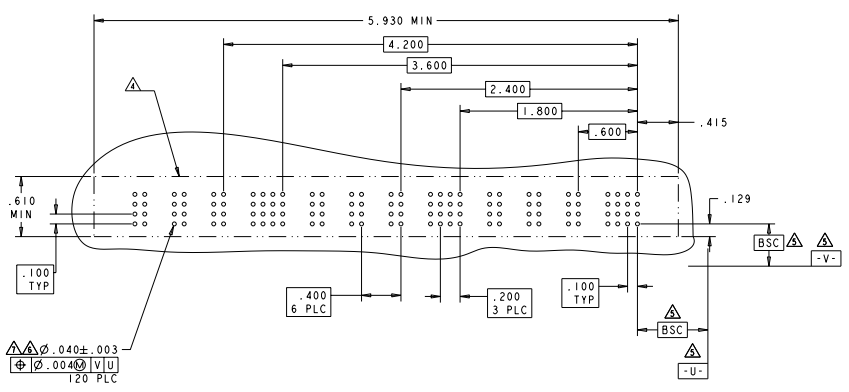 5.930 MIN
4.200
3.600
4
2.400
1.800
.415
.600
.610
MIN
.129
BSC
5
5
-V-
.100
TYP
.400
6 PLC
.200
3 PLC
.100
TYP
5
BSC
7 6 Ø.040±.003
5
⌖ Ø.004Ⓜ V U
-U-
120 PLC